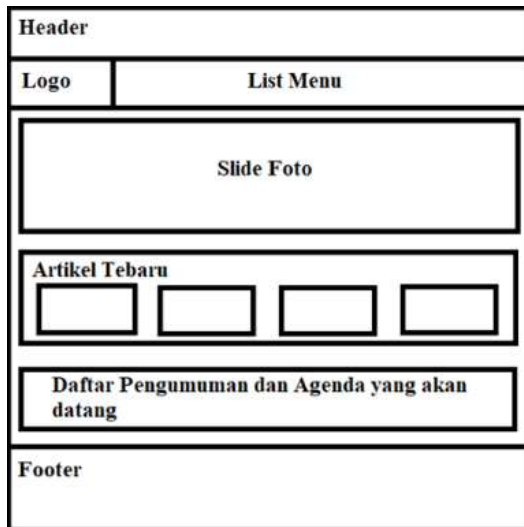 Header
Logo
List Menu
Slide Foto
Artikel Tebaru
Daftar Pengumuman dan Agenda yang akan
datang
Footer